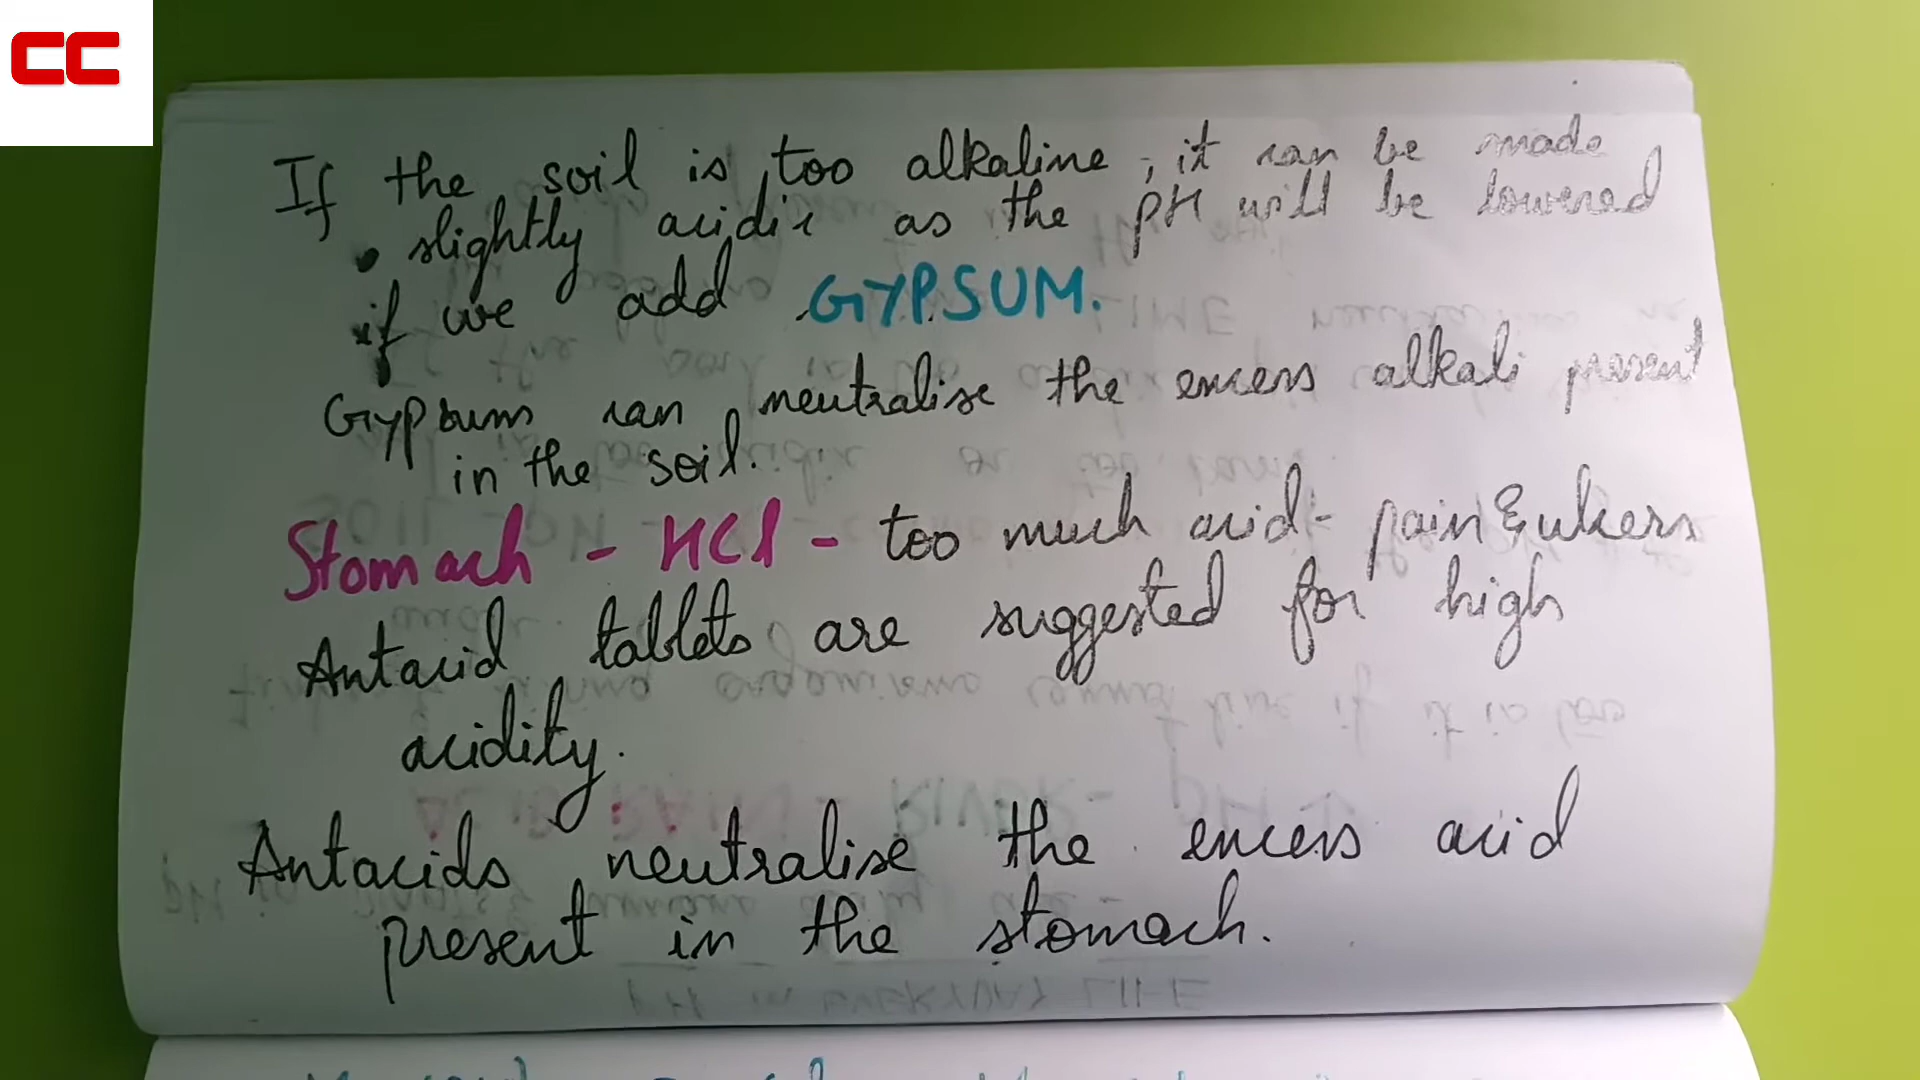 CC
If the soil is too alkaline, it can be made
• slightly acidic as the pH will be lowered
if we add GYPSUM.
Gypsum can neutralise the excess alkali present
in the soil.
Stomach - HCl - too much acid - pain & ulcers
Antacid tablets are suggested for high
acidity.
Antacids neutralise the excess acid
present in the stomach.